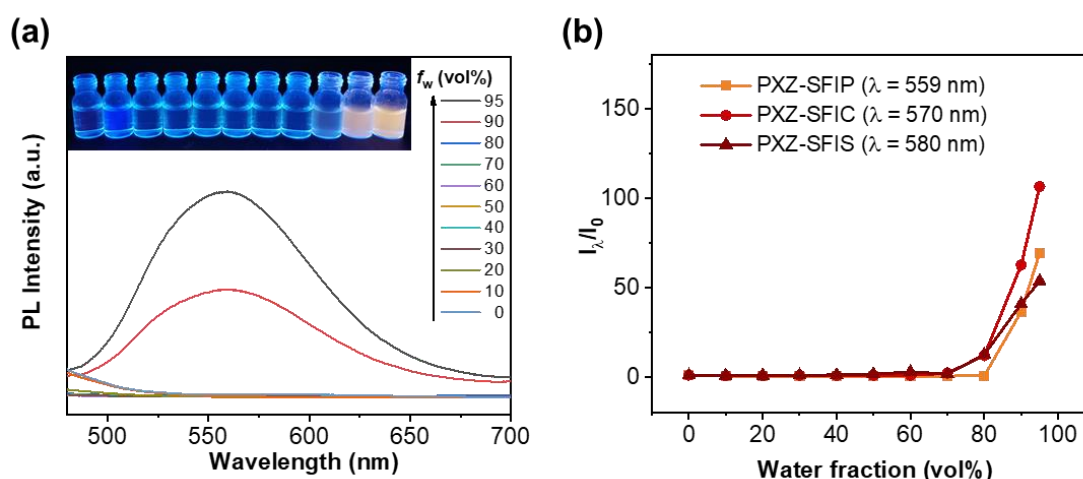 (a)
f_w (vol%)
95
90
80
70
60
50
40
30
20
10
0
PL Intensity (a.u.)
500
550
600
650
700
Wavelength (nm)
(b)
PXZ-SFIP (λ = 559 nm)
PXZ-SFIC (λ = 570 nm)
PXZ-SFIS (λ = 580 nm)
I_λ/I_0
150
100
50
0
0
20
40
60
80
100
Water fraction (vol%)